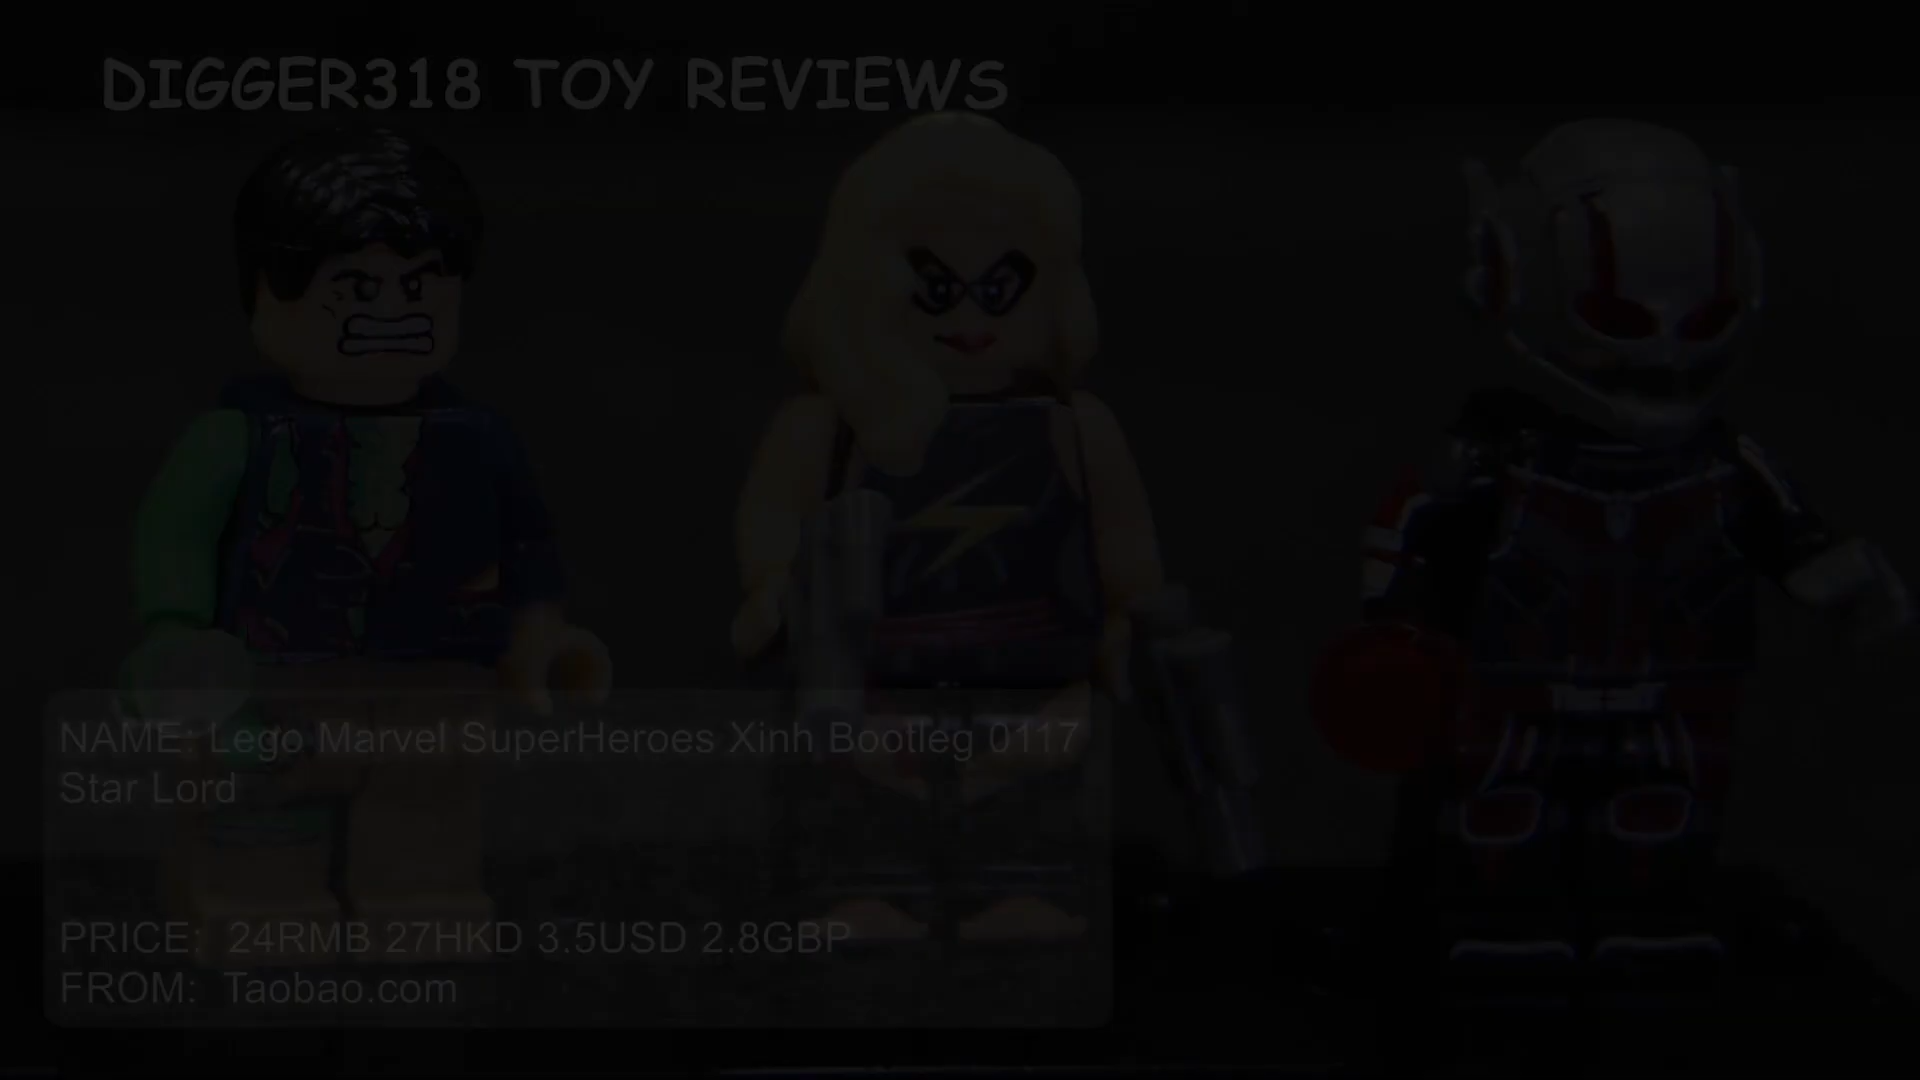 DIGGER318 TOY REVIEWS
NAME: Lego Marvel SuperHeroes Xinh Bootleg 0117
Star Lord
PRICE: 24RMB 27HKD 3.5USD 2.8GBP
FROM: Taobao.com